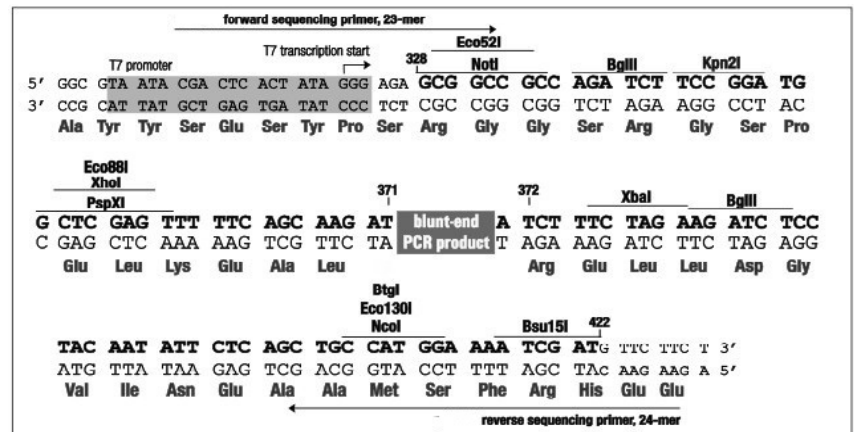 forward sequencing primer, 23-mer
T7 promoter T7 transcription start 328 Eco52I
NotI BglII Kpn2I
5' GGC GTAA ATA CGA CTC ACT ATA GGG AGA GCG GCC GCC AGA TCT TCC GGA TG
3' CCG CATT TAT GCT GAG TGA TAT CCC TCT CGC CGG CGG TCT AGA AGG CCT AC
Ala Tyr Tyr Ser Glu Ser Tyr Pro Ser Arg Gly Gly Ser Arg Gly Ser Pro
Eco88I
XhoI
PspXI 371 372 XbaI BglII
G CTC GAG TTT TTC AGC AAG AT blunt-end A TCT TTC TAG AAG ATC TCC
C GAG CTC AAA AAG TCG TTC TA PCR product T AGA AAG ATC TTC TAG AGG
Glu Leu Lys Glu Ala Leu Arg Glu Leu Leu Asp Gly
BtgI
Eco130I
NcoI Bsu15I 422
TAC AAT ATT CTC AGC TGC CAT GGA AAA TCG ATG TTC TTC T 3'
ATG TTA TAA GAG TCG ACG GTA CCT TTT AGC TAC AAG AAG A 5'
Val Ile Asn Glu Ala Ala Met Ser Phe Arg His Glu Glu
reverse sequencing primer, 24-mer